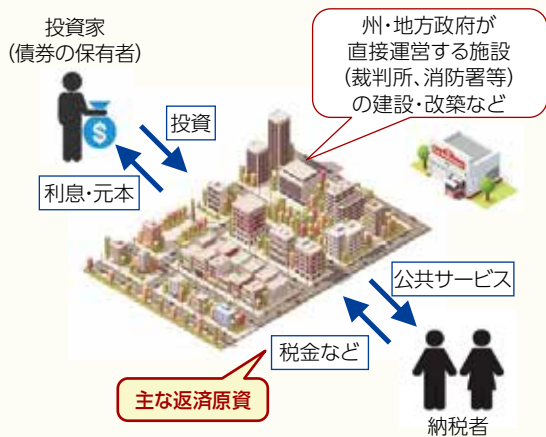 投資家
(債券の保有者)
州・地方政府が
直接運営する施設
(裁判所、消防署等)
の建設・改築など
$
投資
利息・元本
公共サービス
税金など
主な返済原資
納税者